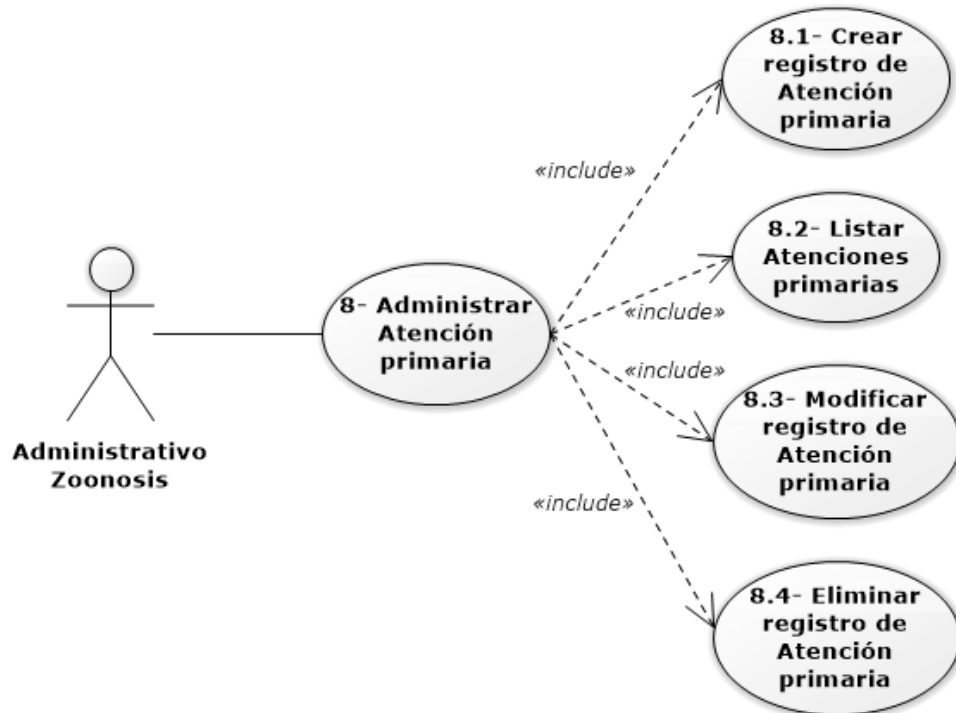 8.1- Crear
registro de
Atención
primaria
«include»
8.2- Listar
Atenciones
primarias
«include»
8- Administrar
Atención
primaria
«include»
8.3- Modificar
registro de
Atención
primaria
Administrativo
Zoonosis
«include»
8.4- Eliminar
registro de
Atención
primaria